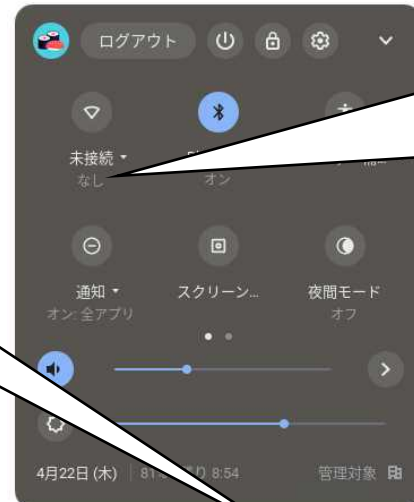 ログアウト
未接続
なし オン
通知 スクリーン... 夜間モード
オン: 全アプリ オフ
4月22日 (木) 8:54 管理対象